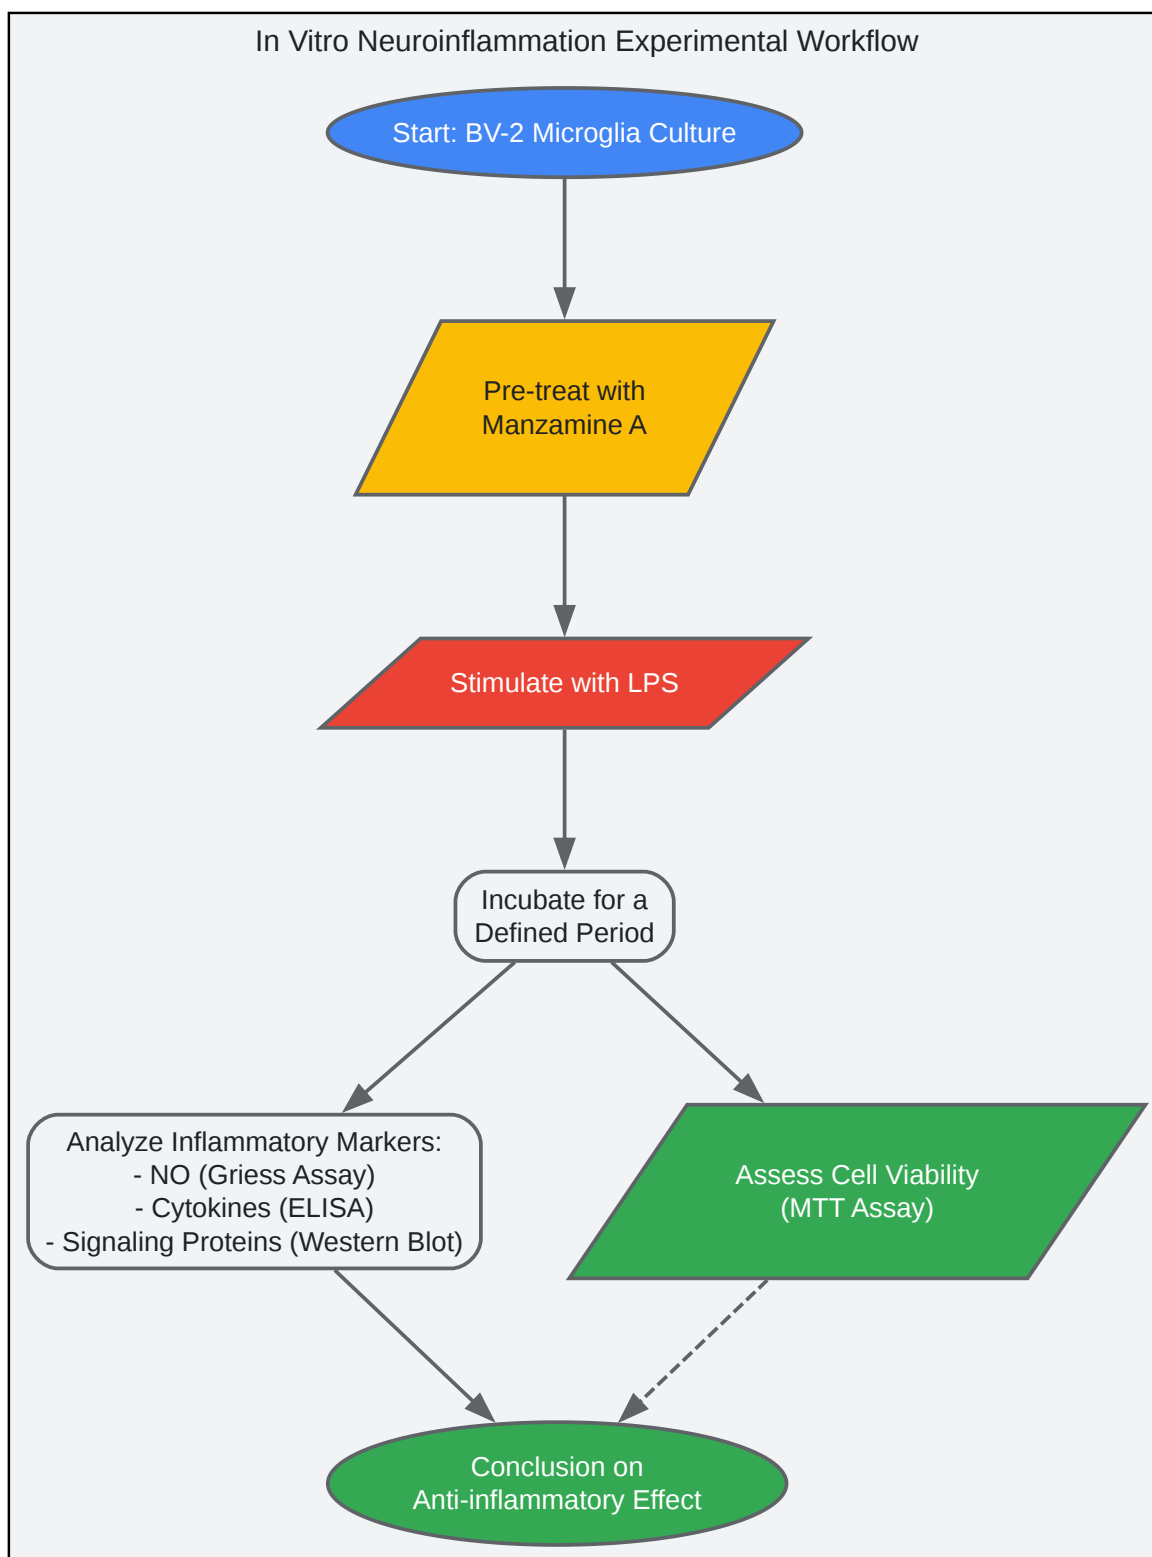 In Vitro Neuroinflammation Experimental Workflow
Start: BV-2 Microglia Culture
Pre-treat with
Manzamine A
Stimulate with LPS
Incubate for a
Defined Period
Analyze Inflammatory Markers:
- NO (Griess Assay)
- Cytokines (ELISA)
- Signaling Proteins (Western Blot)
Assess Cell Viability
(MTT Assay)
Conclusion on
Anti-inflammatory Effect